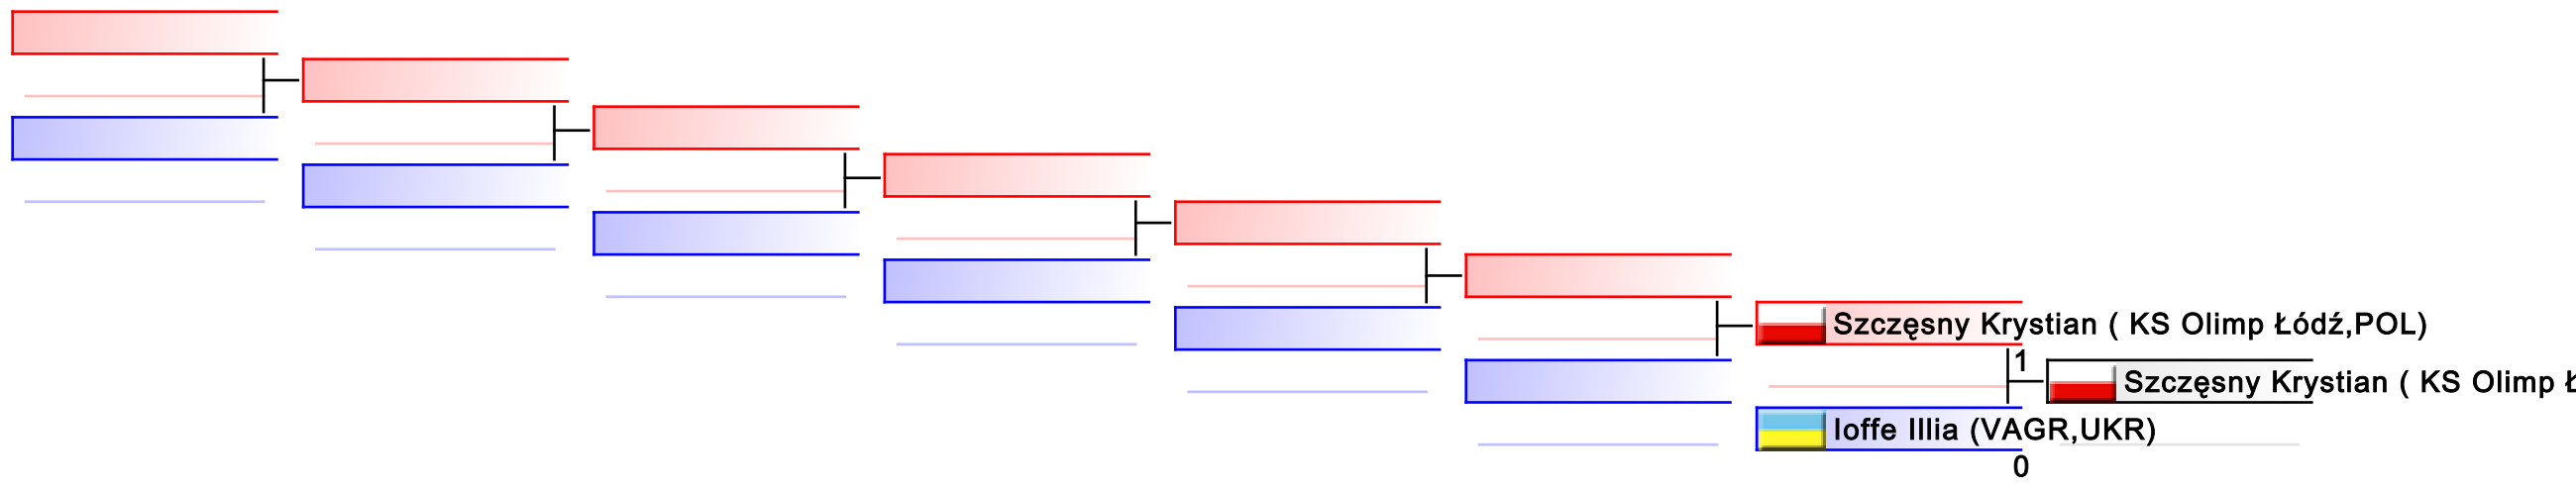 Szczęsny Krystian ( KS Olimp Łódź,POL)
1
Szczęsny Krystian ( KS Olimp Ł
Ioffe Illia (VAGR,UKR)
0